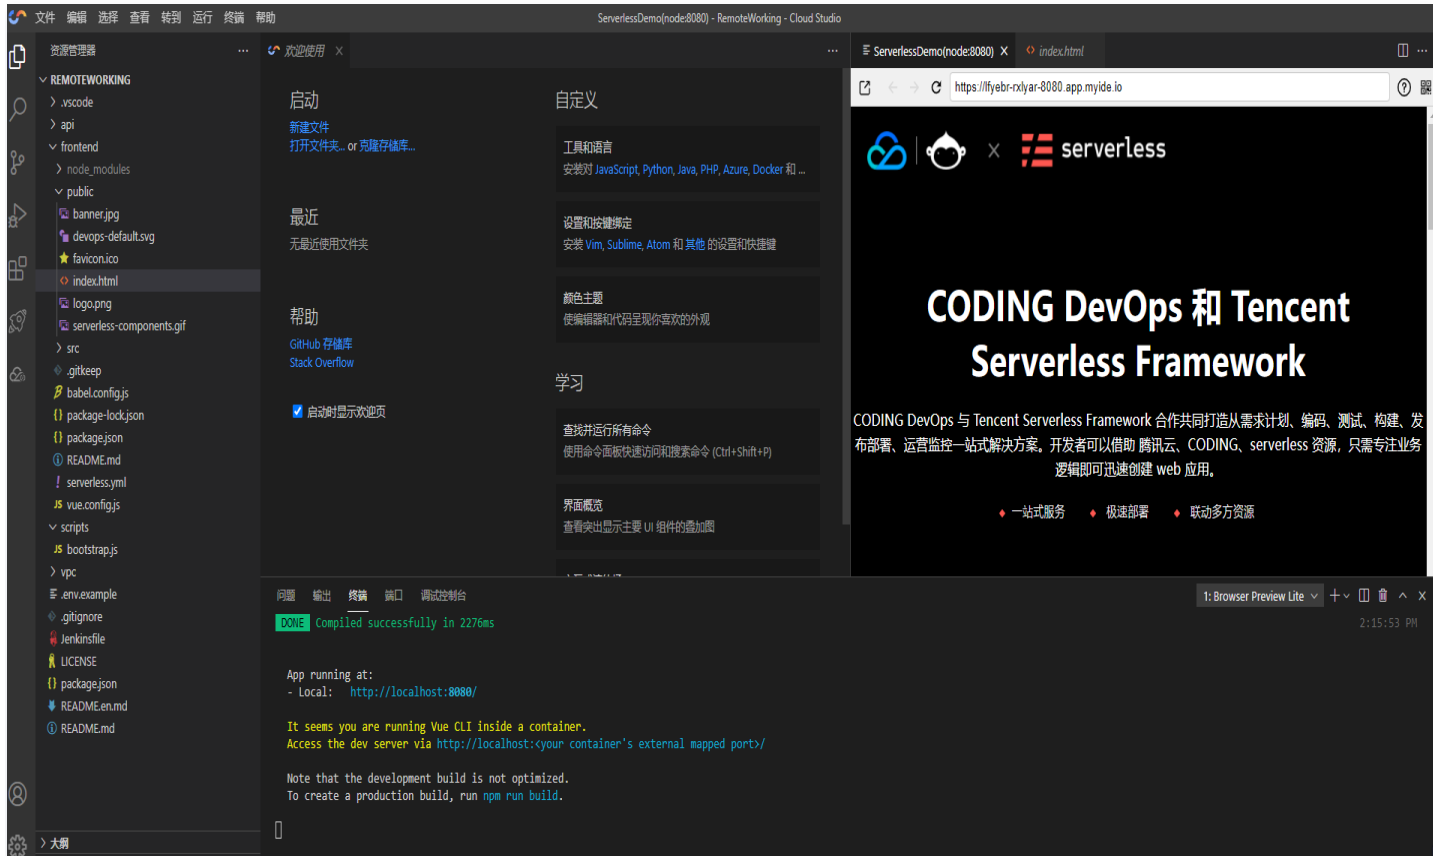 文件 编辑 选择 查看 转到 运行 终端 帮助
ServerlessDemo(node:8080) - RemoteWorking - Cloud Studio
资源管理器 ···
REMOTEWORKING
.vscode
api
frontend
node_modules
public
banner.jpg
devops-default.svg
favicon.ico
index.html
logo.png
serverless-components.gif
src
.gitkeep
babel.config.js
package-lock.json
package.json
README.md
serverless.yml
vue.config.js
scripts
bootstrap.js
vpc
.env.example
.gitignore
Jenkinsfile
LICENSE
package.json
README.en.md
README.md
大纲
欢迎使用
启动
新建文件
打开文件夹... or 克隆存储库...
最近
无最近使用文件夹
帮助
GitHub 存储库
Stack Overflow
启动时显示欢迎页
自定义
工具和语言
安装对 JavaScript, Python, Java, PHP, Azure, Docker 和 ...
设置和按键绑定
安装 Vim, Sublime, Atom 和 其他 的设置和快捷键
颜色主题
使编辑器和代码呈现你喜欢的外观
学习
查找并运行所有命令
使用命令面板快速访问和搜索命令 (Ctrl+Shift+P)
界面概览
查看突出显示主要 UI 组件的叠加图
ServerlessDemo(node:8080) index.html
https://lfyebr-rxlyar-8080.app.myide.io
serverless
CODING DevOps 和 Tencent
Serverless Framework
CODING DevOps 与 Tencent Serverless Framework 合作共同打造从需求计划、编码、测试、构建、发
布部署、运营监控一站式解决方案。开发者可以借助 腾讯云、CODING、serverless 资源，只需专注业务
逻辑即可迅速创建 web 应用。
一站式服务 极速部署 联动多方资源
问题 输出 终端 端口 调试控制台
1: Browser Preview Lite
DONE Compiled successfully in 2276ms 2:15:53 PM
App running at:
- Local: http://localhost:8080/
It seems you are running Vue CLI inside a container.
Access the dev server via http://localhost:<your container's external mapped port>/
Note that the development build is not optimized.
To create a production build, run npm run build.